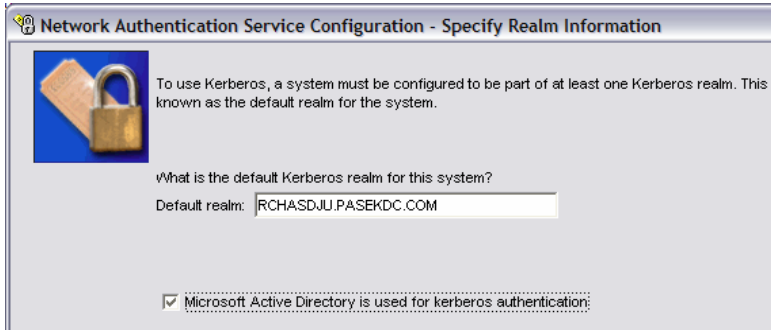 Network Authentication Service Configuration - Specify Realm Information
To use Kerberos, a system must be configured to be part of at least one Kerberos realm. This
known as the default realm for the system.
What is the default Kerberos realm for this system?
Default realm: RCHASDJU.PASEKDC.COM
Microsoft Active Directory is used for kerberos authentication